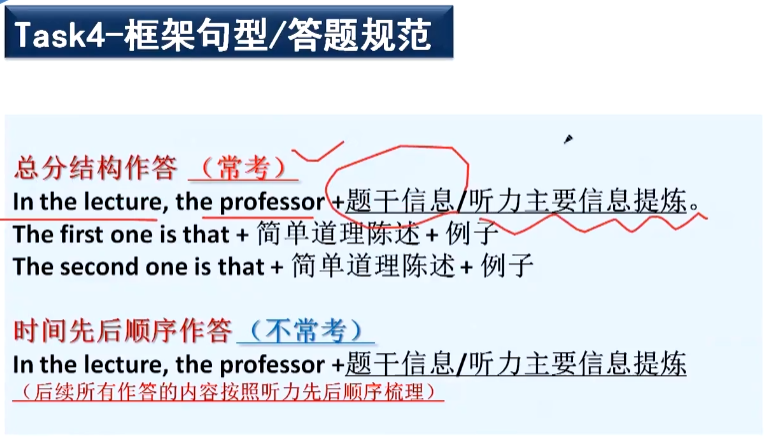 Task4-框架句型/答题规范
总分结构作答 （常考）
In the lecture, the professor +题干信息/听力主要信息提炼。
The first one is that + 简单道理陈述 + 例子
The second one is that + 简单道理陈述 + 例子
时间先后顺序作答（不常考）
In the lecture, the professor +题干信息/听力主要信息提炼
（后续所有作答的内容按照听力先后顺序梳理）